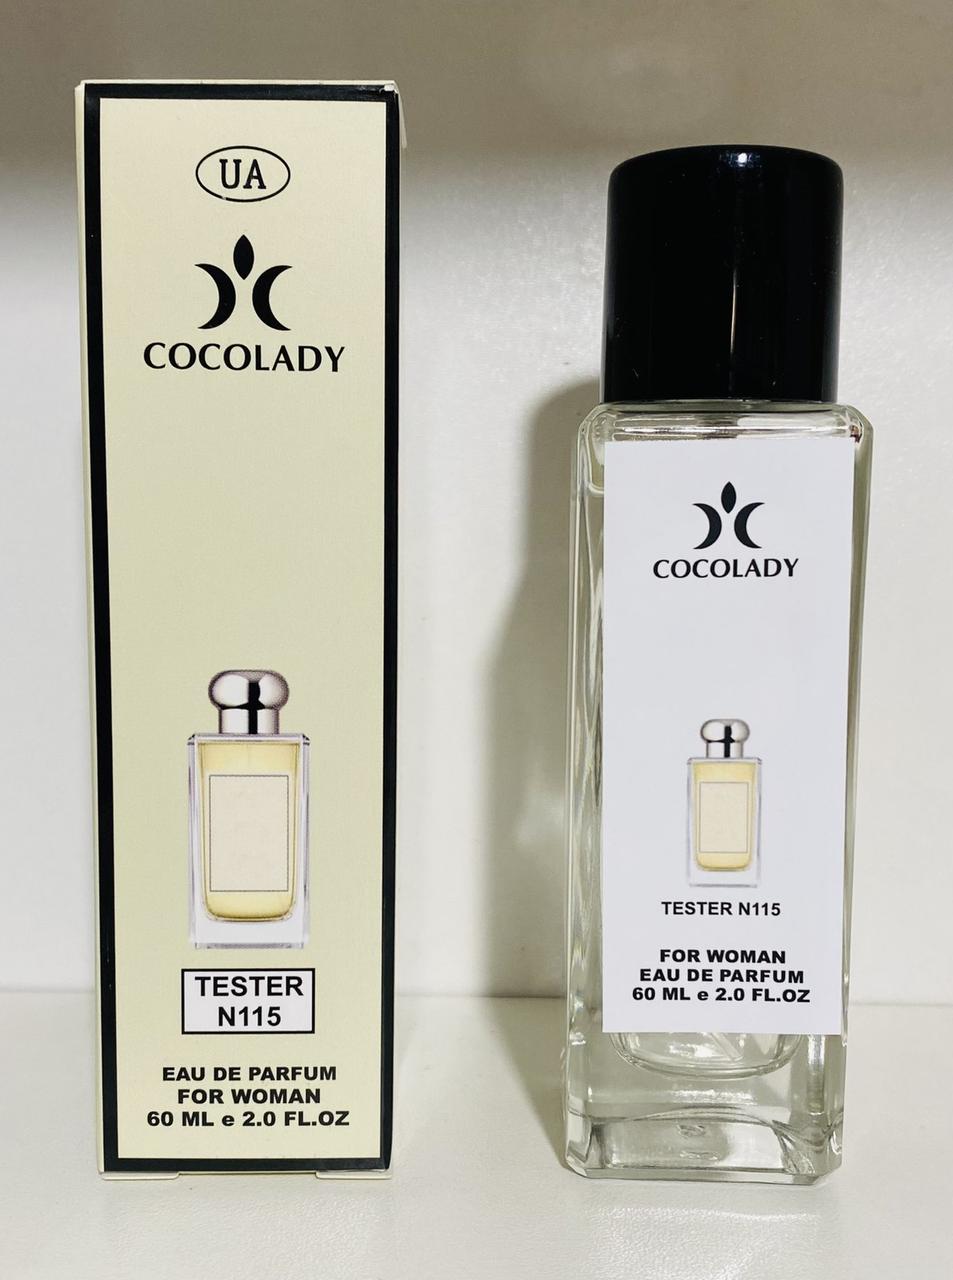 UA
COCOLADY
TESTER
N115
EAU DE PARFUM
FOR WOMAN
60 ML e 2.0 FL.OZ
COCOLADY
TESTER N115
FOR WOMAN
EAU DE PARFUM
60 ML e 2.0 FL.OZ